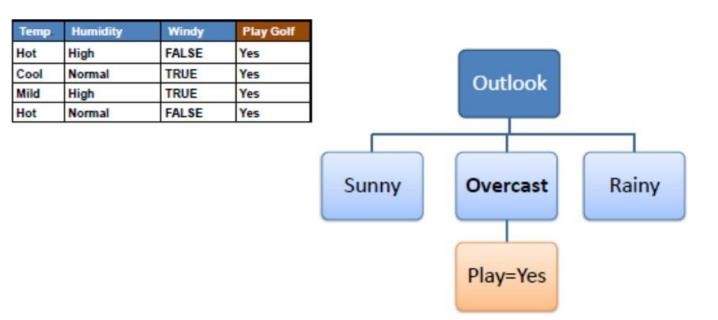 Temp Humidity Windy Play Golf
Hot High FALSE Yes
Cool Normal TRUE Yes
Mild High TRUE Yes
Hot Normal FALSE Yes
Outlook
Sunny Overcast Rainy
Play=Yes